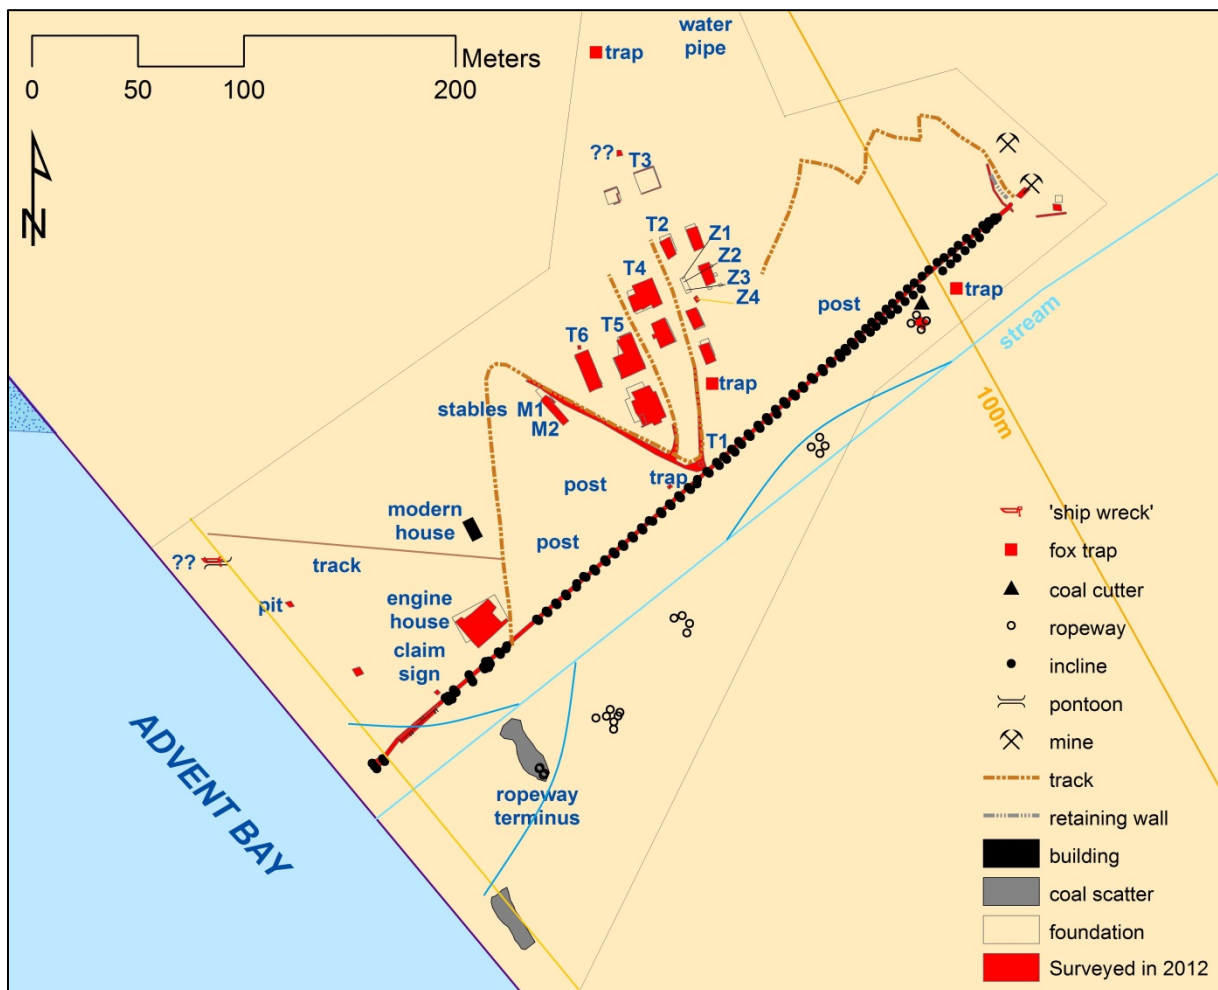 water
pipe
trap
Meters
0 50 100 200
N
?? T3
T2 Z1
Z2
T4 Z3
Z4
post
trap
stream
T5
T6
trap
stables M1
M2
T1
100m
trap
post
modern
house
post
track
??
pit
engine
house
claim
sign
ADVENT BAY
ropeway
terminus
'ship wreck'
fox trap
coal cutter
ropeway
incline
pontoon
mine
track
retaining wall
building
coal scatter
foundation
Surveyed in 2012